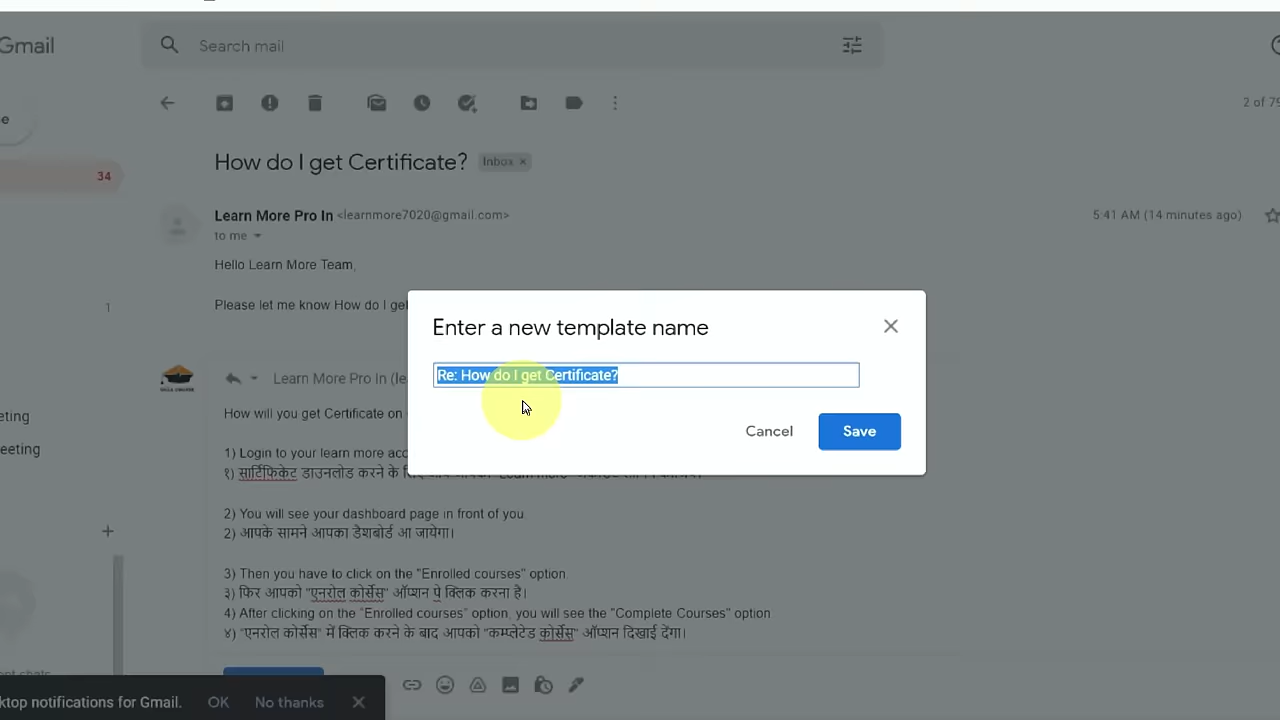 Gmail
Search mail
2 of 79
34
How do I get Certificate?
Inbox ×
Learn More Pro In <learnmore7020@gmail.com>
5:41 AM (14 minutes ago)
to me
Hello Learn More Team,
1
Please let me know How do I get
Enter a new template name
Re: How do I get Certificate?
Cancel
Save
Learn More Pro In (le
How will you get Certificate on
eting
eeting
1) Login to your learn more acc
१) सार्टिफिकेट डाउनलोड करने के लिए
2) You will see your dashboard page in front of you.
2) आपके सामने आपका डैशबोर्ड आ जायेगा।
3) Then you have to click on the "Enrolled courses" option.
३) फिर आपको "एनरोल कोर्सेस" ऑप्शन पे क्लिक करना है।
4) After clicking on the "Enrolled courses" option, you will see the "Complete Courses" option
४) "एनरोल कोर्सेस" में क्लिक करने के बाद आपको "कम्प्लेटेड कोर्सेस" ऑप्शन दिखाई देंगा।
ktop notifications for Gmail.
OK
No thanks